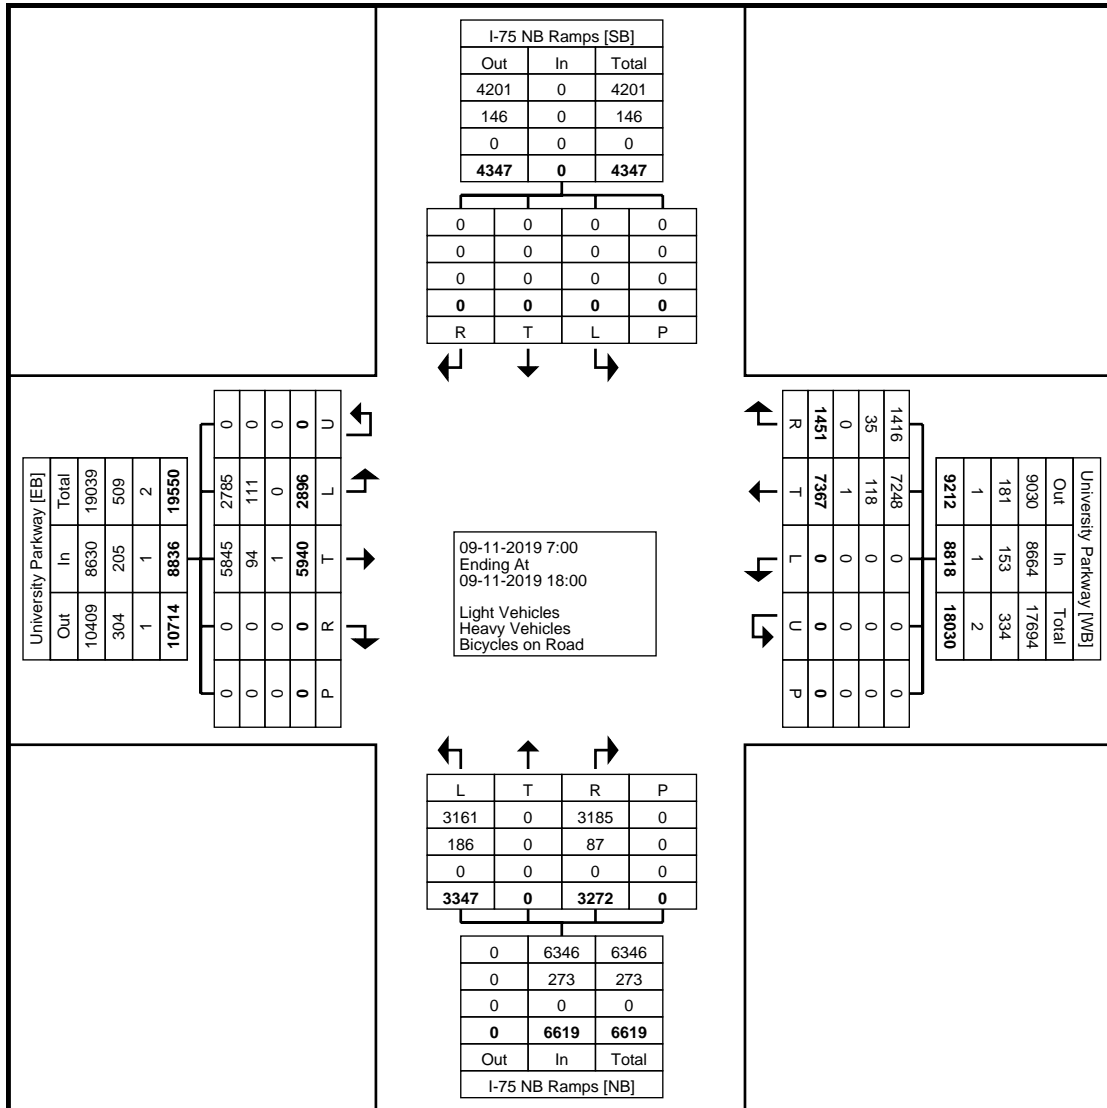 I-75 NB Ramps [SB]
Out In Total
4201 0 4201
146 0 146
0 0 0
4347 0 4347
0 0 0 0
0 0 0 0
0 0 0 0
0 0 0 0
R T L P
University Parkway [EB]
Total 19039 509 2 19550
In 8630 205 1 8836
Out 10409 304 1 10714
0 0 0 0 U
2785 111 0 2896 L
5845 94 1 5940 T
0 0 0 0 R
0 0 0 0 P
09-11-2019 7:00
Ending At
09-11-2019 18:00
Light Vehicles
Heavy Vehicles
Bicycles on Road
R 1451 0 35 1416
T 7367 1 118 7248
L 0 0 0 0
U 0 0 0 0
P 0 0 0 0
9212 1 181 9030 Out
8818 1 153 8664 In
18030 2 334 17694 Total
University Parkway [WB]
L T R P
3161 0 3185 0
186 0 87 0
0 0 0 0
3347 0 3272 0
0 6346 6346
0 273 273
0 0 0
0 6619 6619
Out In Total
I-75 NB Ramps [NB]